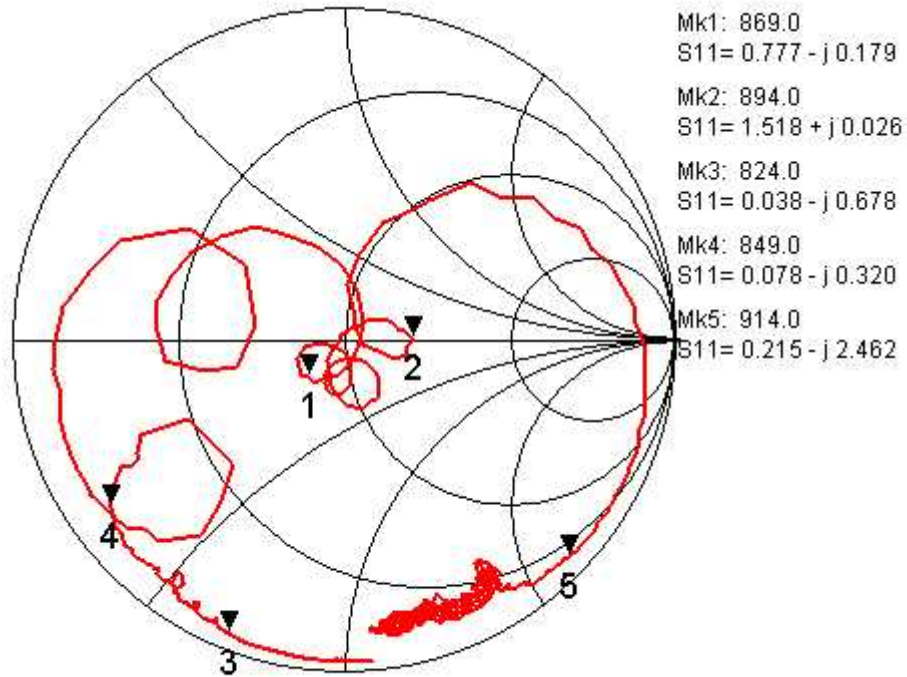 Mk1: 869.0
S11= 0.777 - j 0.179
Mk2: 894.0
S11= 1.518 + j 0.026
Mk3: 824.0
S11= 0.038 - j 0.678
Mk4: 849.0
S11= 0.078 - j 0.320
Mk5: 914.0
S11= 0.215 - j 2.462
1
2
4
5
3